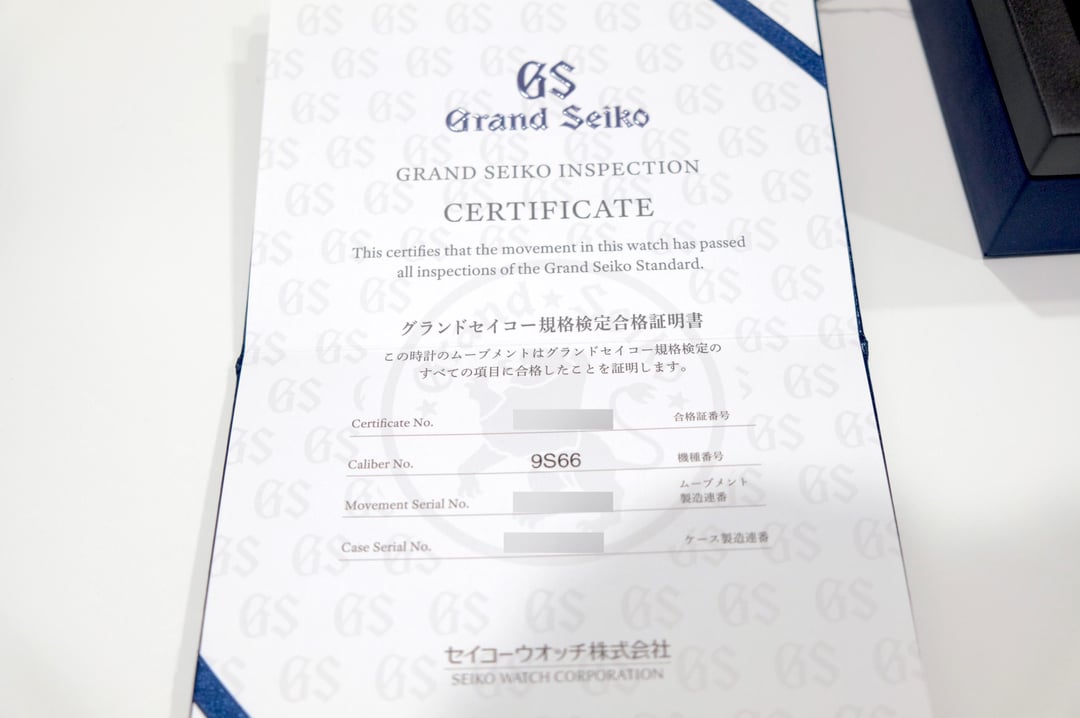 GS
Grand Seiko
GRAND SEIKO INSPECTION
CERTIFICATE
This certifies that the movement in this watch has passed
all inspections of the Grand Seiko Standard.
グランドセイコー規格検定合格証明書
この時計のムーブメントはグランドセイコー規格検定の
すべての項目に合格したことを証明します。
Certificate No. 合格証番号
Caliber No. 9S66 機種番号
Movement Serial No. ムーブメント
製造連番
Case Serial No. ケース製造連番
セイコーウオッチ株式会社
SEIKO WATCH CORPORATION